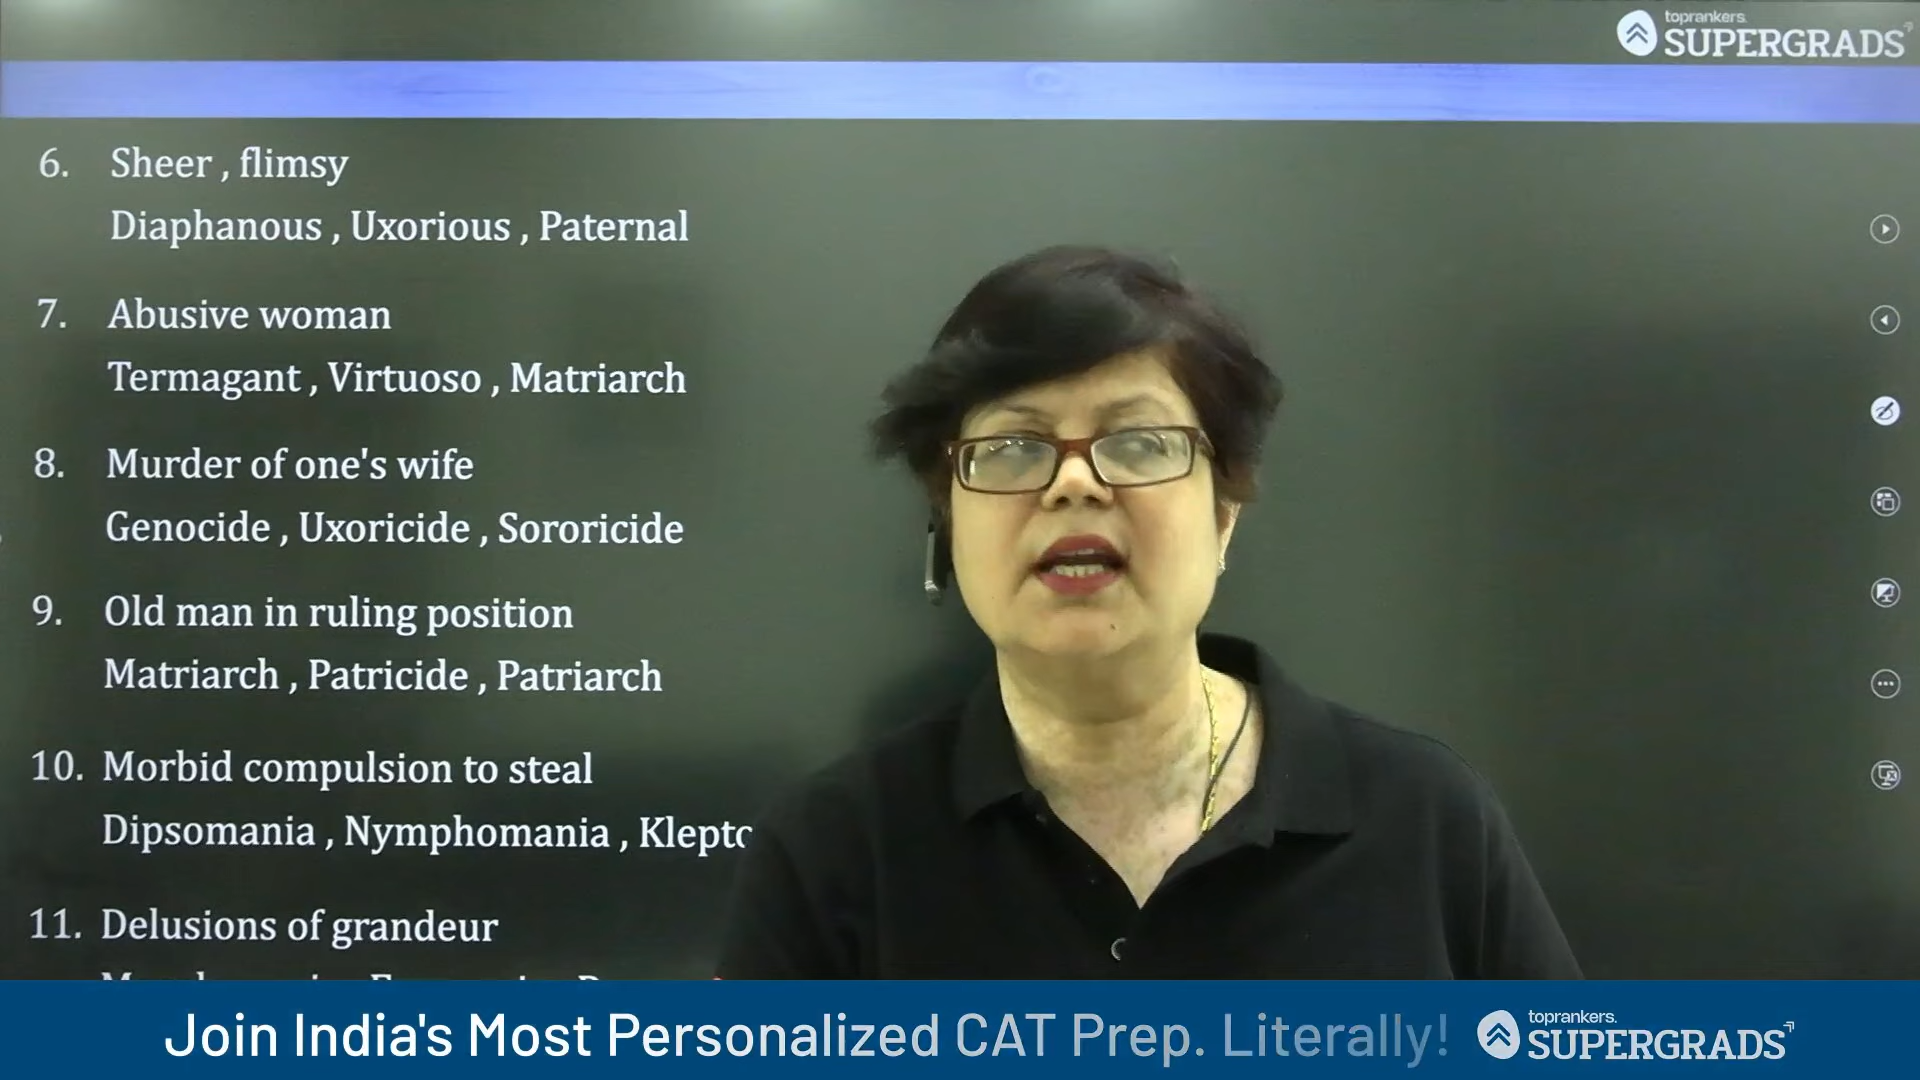 toprankers
SUPERGRADS
6. Sheer , flimsy
Diaphanous , Uxorious , Paternal
7. Abusive woman
Termagant , Virtuoso , Matriarch
8. Murder of one's wife
Genocide , Uxoricide , Sororicide
9. Old man in ruling position
Matriarch , Patricide , Patriarch
10. Morbid compulsion to steal
Dipsomania , Nymphomania ,
11. Delusions of grandeur
Join India's Most Personalized CAT Prep. Literally!
toprankers.
SUPERGRADS